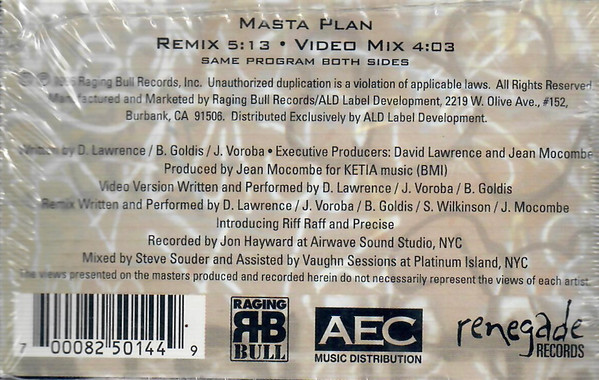 MASTA PLAN
REMIX 5:13 • VIDEO MIX 4:03
SAME PROGRAM BOTH SIDES
℗ © Raging Bull Records, Inc. Unauthorized duplication is a violation of applicable laws. All Rights Reserved
Manufactured and Marketed by Raging Bull Records/ALD Label Development, 2219 W. Olive Ave., #152,
Burbank, CA 91506. Distributed Exclusively by ALD Label Development.
Written by D. Lawrence / B. Goldis / J. Voroba • Executive Producers: David Lawrence and Jean Mocombe
Produced by Jean Mocombe for KETIA music (BMI)
Video Version Written and Performed by D. Lawrence / J. Voroba / B. Goldis
Remix Written and Performed by D. Lawrence / J. Voroba / B. Goldis / S. Wilkinson / J. Mocombe
Introducing Riff Raff and Precise
Recorded by Jon Hayward at Airwave Sound Studio, NYC
Mixed by Steve Souder and Assisted by Vaughn Sessions at Platinum Island, NYC
The views presented on the masters produced and recorded herein do not necessarily represent the views of each artist.
7 00082 50144 9
RAGING
RB
BULL
AEC
MUSIC DISTRIBUTION
renegade
RECORDS